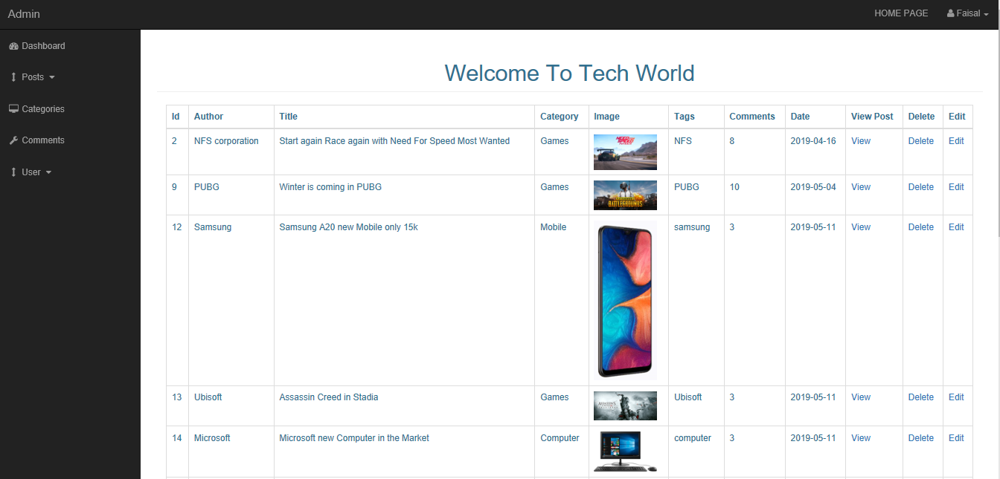 Admin
HOME PAGE
Faisal
Dashboard
Posts
Categories
Comments
User
Welcome To Tech World
Id Author Title Category Image Tags Comments Date View Post Delete Edit
2 NFS corporation Start again Race again with Need For Speed Most Wanted Games NFS 8 2019-04-16 View Delete Edit
NEED
SPEED
9 PUBG Winter is coming in PUBG Games PUBG 10 2019-05-04 View Delete Edit
BATTLEGROUNDS
12 Samsung Samsung A20 new Mobile only 15k Mobile samsung 3 2019-05-11 View Delete Edit
13 Ubisoft Assassin Creed in Stadia Games Ubisoft 3 2019-05-11 View Delete Edit
14 Microsoft Microsoft new Computer in the Market Computer computer 3 2019-05-11 View Delete Edit